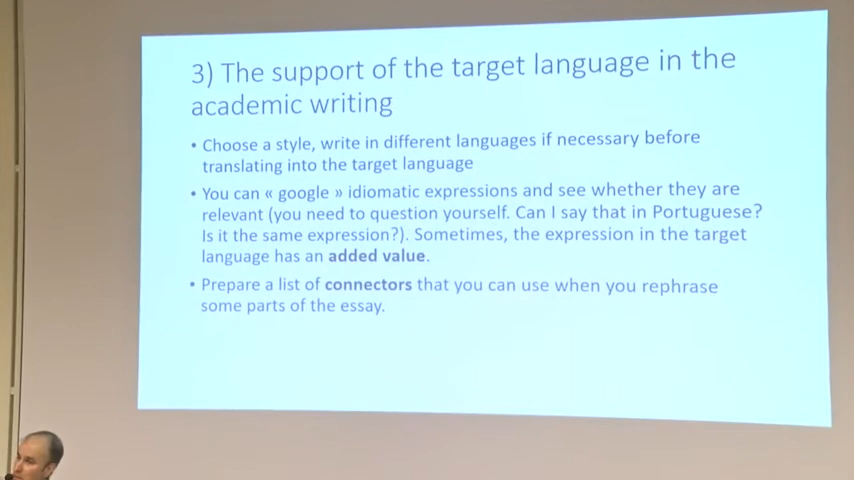 3) The support of the target language in the
academic writing
• Choose a style, write in different languages if necessary before
translating into the target language
• You can « google » idiomatic expressions and see whether they are
relevant (you need to question yourself. Can I say that in Portuguese?
Is it the same expression?). Sometimes, the expression in the target
language has an added value.
• Prepare a list of connectors that you can use when you rephrase
some parts of the essay.